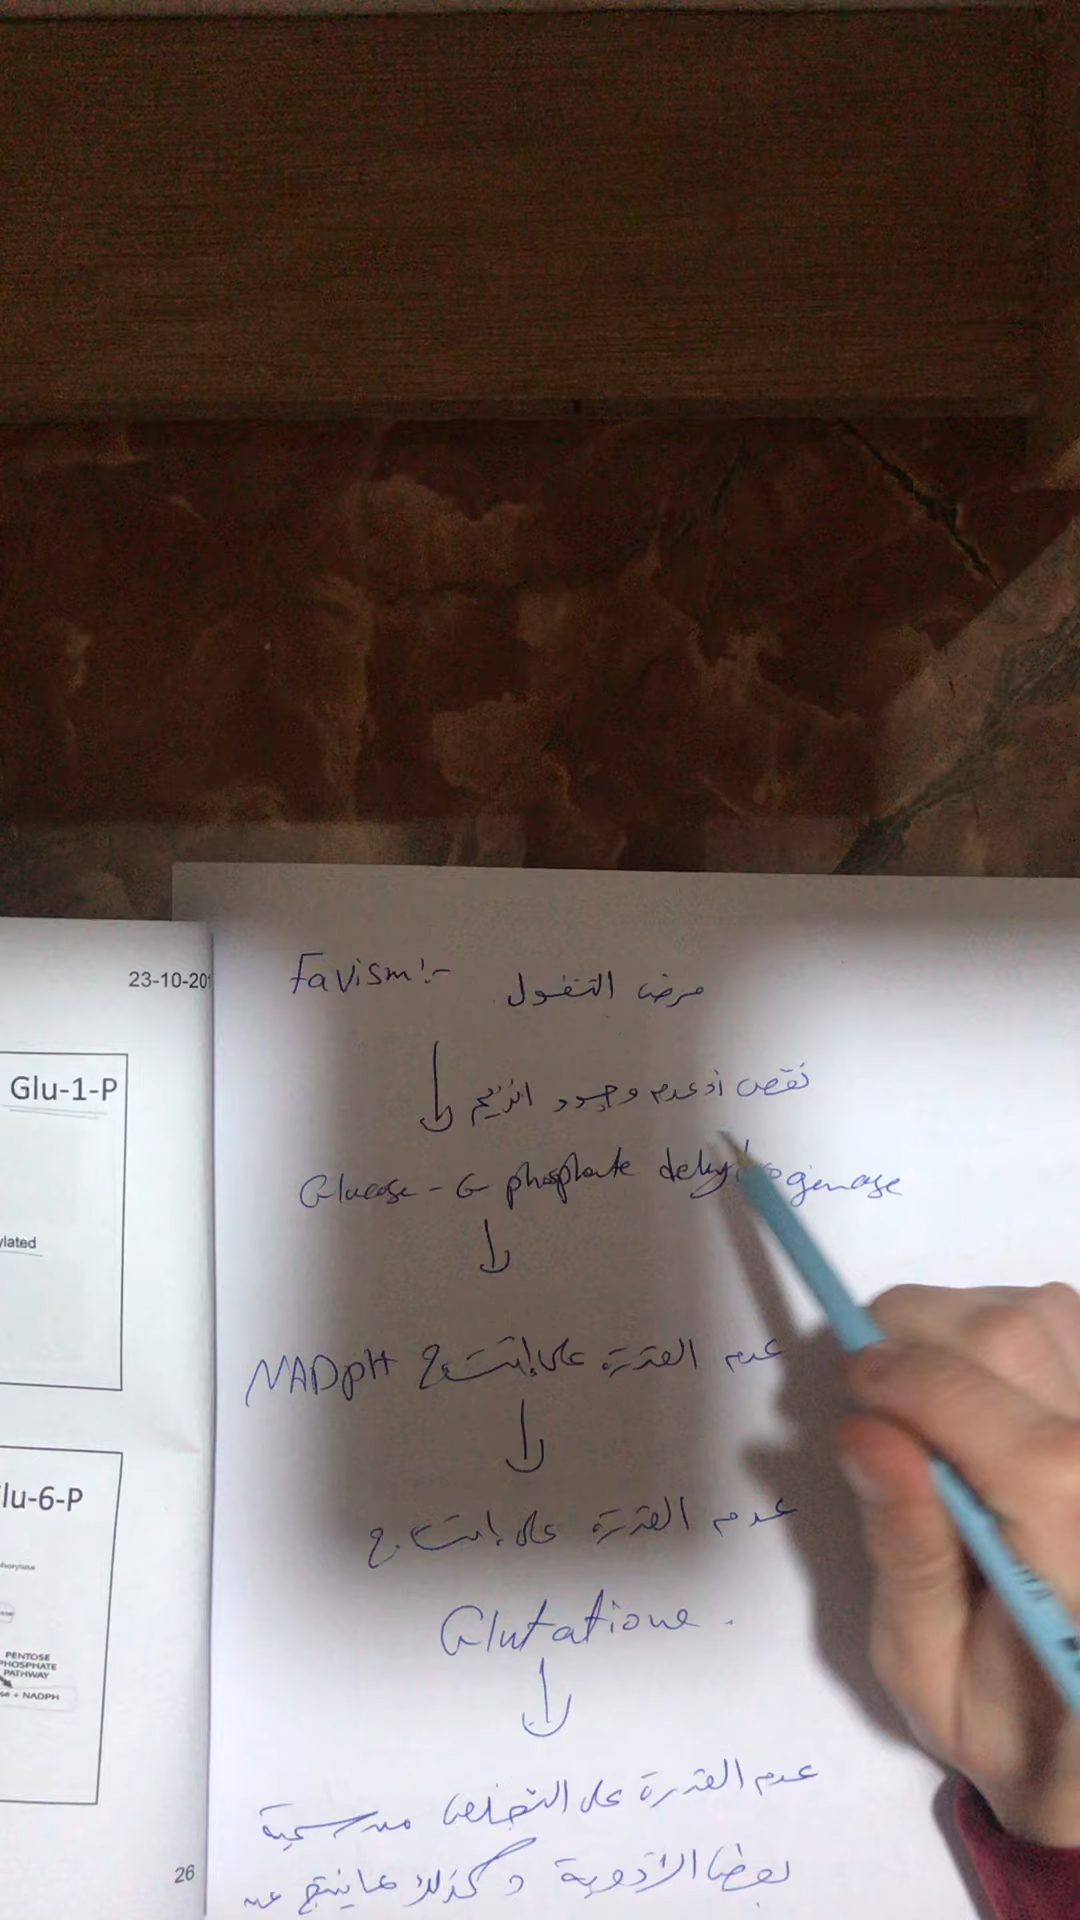 23-10-20
Glu-1-P
ylated
lu-6-P
PENTOSE
PHOSPHATE
PATHWAY
+ NADPH
26
Favism:- مرض التفول
نقص أو عدم وجود انزيم
Glucose - 6 phosphate dehydrogenase
عدم القدرة على إنتاج NADPH
عدم القدرة على إنتاج
Glutatione.
عدم القدرة على التخلص من سمية
بعض الأدوية وكذلك ما ينتج عن